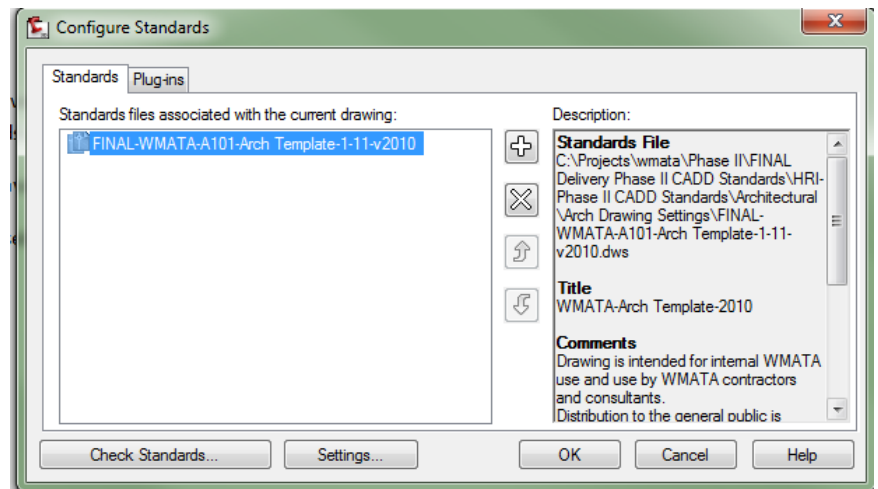 Configure Standards
Standards
Plug-ins
Standards files associated with the current drawing:
FINAL-WMATA-A101-Arch Template-1-11-v2010
Description:
Standards File
C:\Projects\wmata\Phase II\FINAL
Delivery Phase II CADD Standards\HRI-
Phase II CADD Standards\Architectural
\Arch Drawing Settings\FINAL-
WMATA-A101-Arch Template-1-11-
v2010.dws
Title
WMATA-Arch Template-2010
Comments
Drawing is intended for internal WMATA
use and use by WMATA contractors
and consultants.
Distribution to the general public is
Check Standards...
Settings...
OK
Cancel
Help